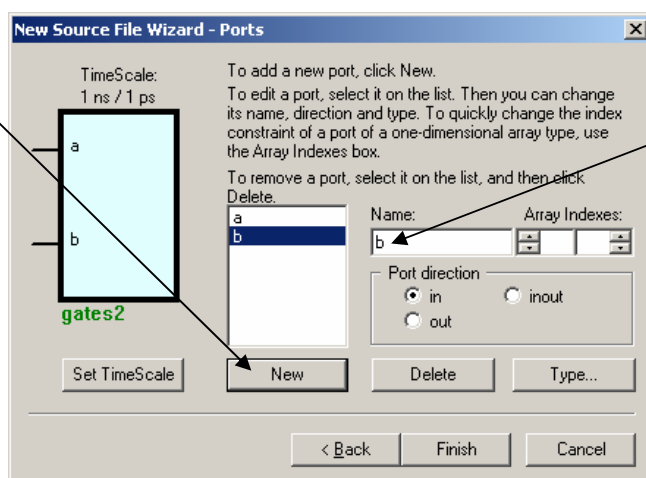 New Source File Wizard - Ports
TimeScale:
1 ns / 1 ps
a
b
gates2
Set TimeScale
To add a new port, click New.
To edit a port, select it on the list. Then you can change
its name, direction and type. To quickly change the index
constraint of a port of a one-dimensional array type, use
the Array Indexes box.
To remove a port, select it on the list, and then click
Delete.
a
b
Name:
Array Indexes:
b
Port direction
in
inout
out
New
Delete
Type...
< Back
Finish
Cancel